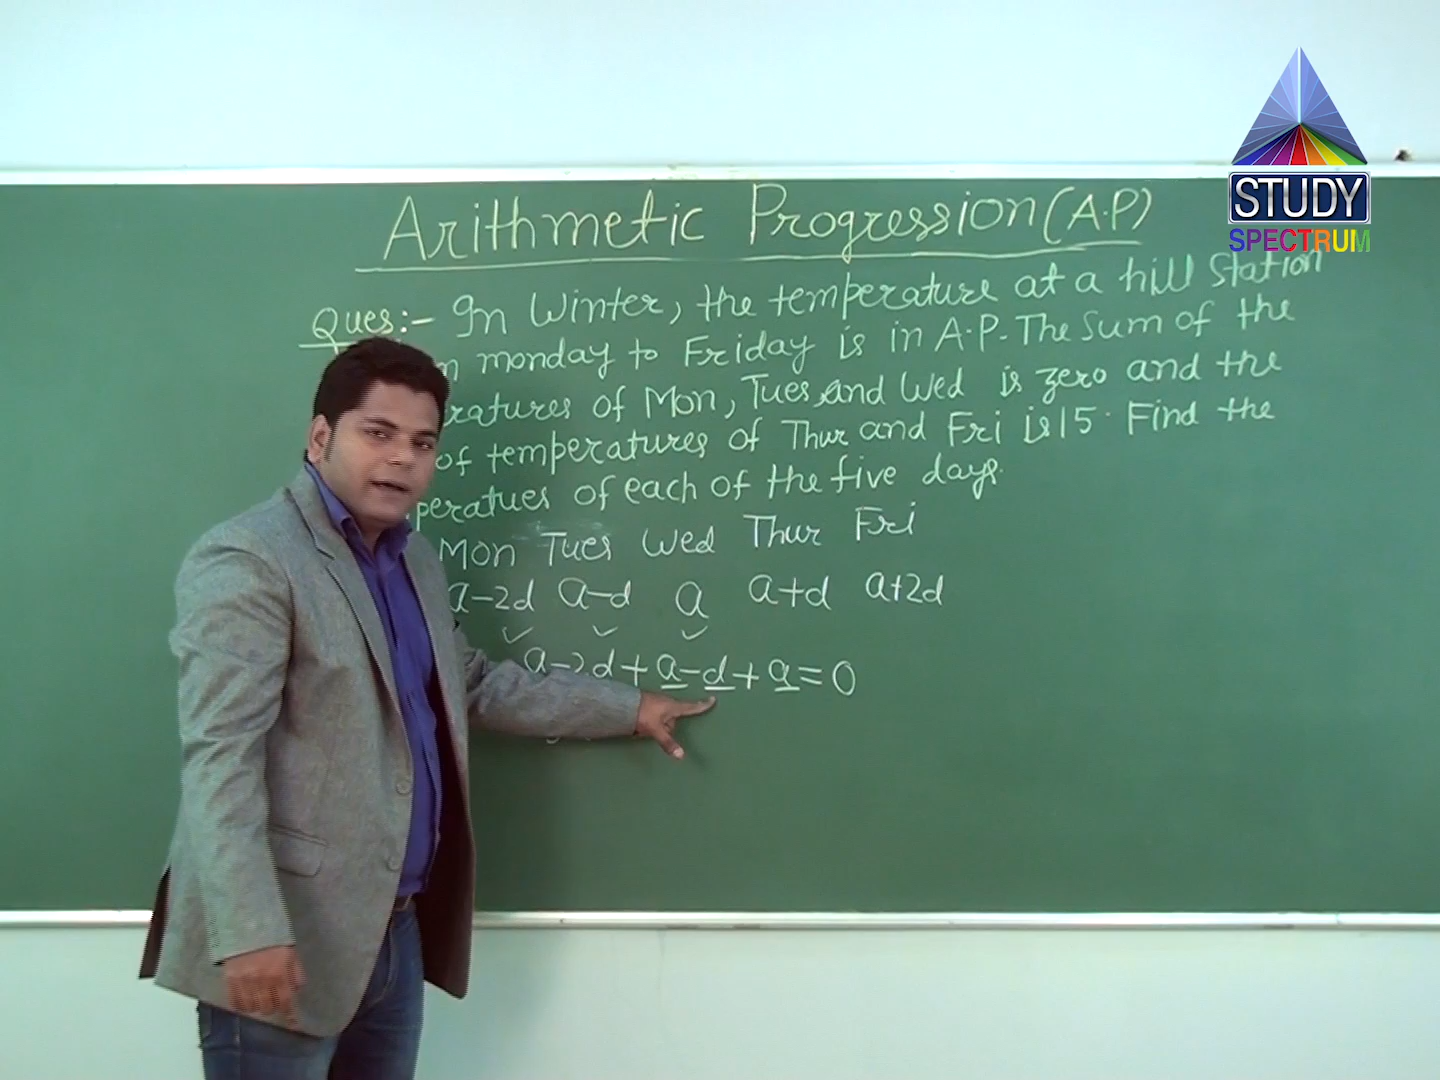 Arithmetic Progression (A.P)
STUDY
SPECTRUM
Ques:- In Winter, the temperature at a hill Station
monday to Friday is in A.P. The Sum of the
of Mon, Tues and Wed is zero and the
of temperatures of Thur and Fri is 15. Find the
of each of the five days.
Mon Tues Wed Thur Fri
a-2d a-d a a+d a+2d
a-2d+a-d+a=0